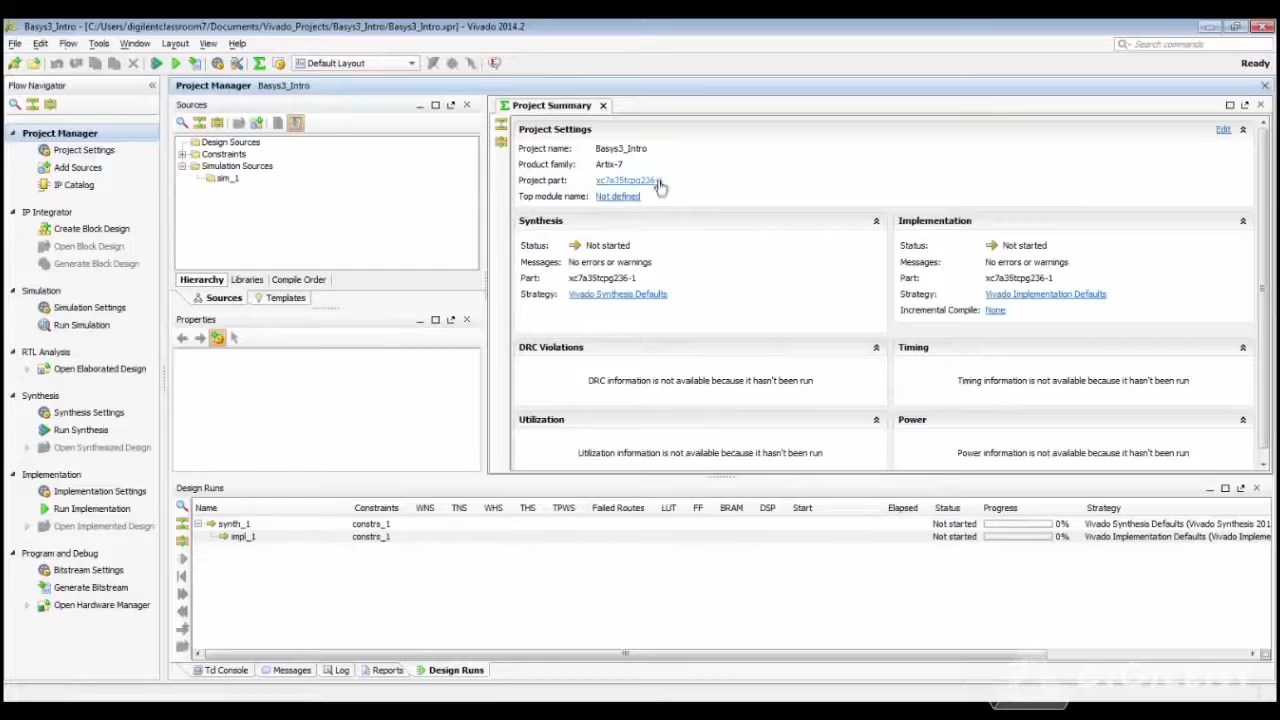 Basys3_Intro - [C:/Users/digilentclassroom7/Documents/Vivado_Projects/Basys3_Intro/Basys3_Intro.xpr] - Vivado 2014.2
File Edit Flow Tools Window Layout View Help
Search commands
Default Layout
Ready
Flow Navigator
Project Manager
Project Settings
Add Sources
IP Catalog
IP Integrator
Create Block Design
Open Block Design
Generate Block Design
Simulation
Simulation Settings
Run Simulation
RTL Analysis
Open Elaborated Design
Synthesis
Synthesis Settings
Run Synthesis
Open Synthesized Design
Implementation
Implementation Settings
Run Implementation
Open Implemented Design
Program and Debug
Bitstream Settings
Generate Bitstream
Open Hardware Manager
Project Manager Basys3_Intro
Sources
Design Sources
Constraints
Simulation Sources
sim_1
Hierarchy Libraries Compile Order
Sources Templates
Properties
Project Summary
Project Settings
Edit
Project name: Basys3_Intro
Product family: Artix-7
Project part: xc7a35tcpg236
Top module name: Not defined
Synthesis
Status: Not started
Messages: No errors or warnings
Part: xc7a35tcpg236-1
Strategy: Vivado Synthesis Defaults
Implementation
Status: Not started
Messages: No errors or warnings
Part: xc7a35tcpg236-1
Strategy: Vivado Implementation Defaults
Incremental Compile: None
DRC Violations
DRC information is not available because it hasn't been run
Timing
Timing information is not available because it hasn't been run
Utilization
Utilization information is not available because it hasn't been run
Power
Power information is not available because it hasn't been run
Design Runs
Name Constraints WNS TNS WHS THS TPWS Failed Routes LUT FF BRAM DSP Start Elapsed Status Progress Strategy
synth_1 constrs_1 Not started 0% Vivado Synthesis Defaults (Vivado Synthesis 201
impl_1 constrs_1 Not started 0% Vivado Implementation Defaults (Vivado Impleme
Tcl Console Messages Log Reports Design Runs